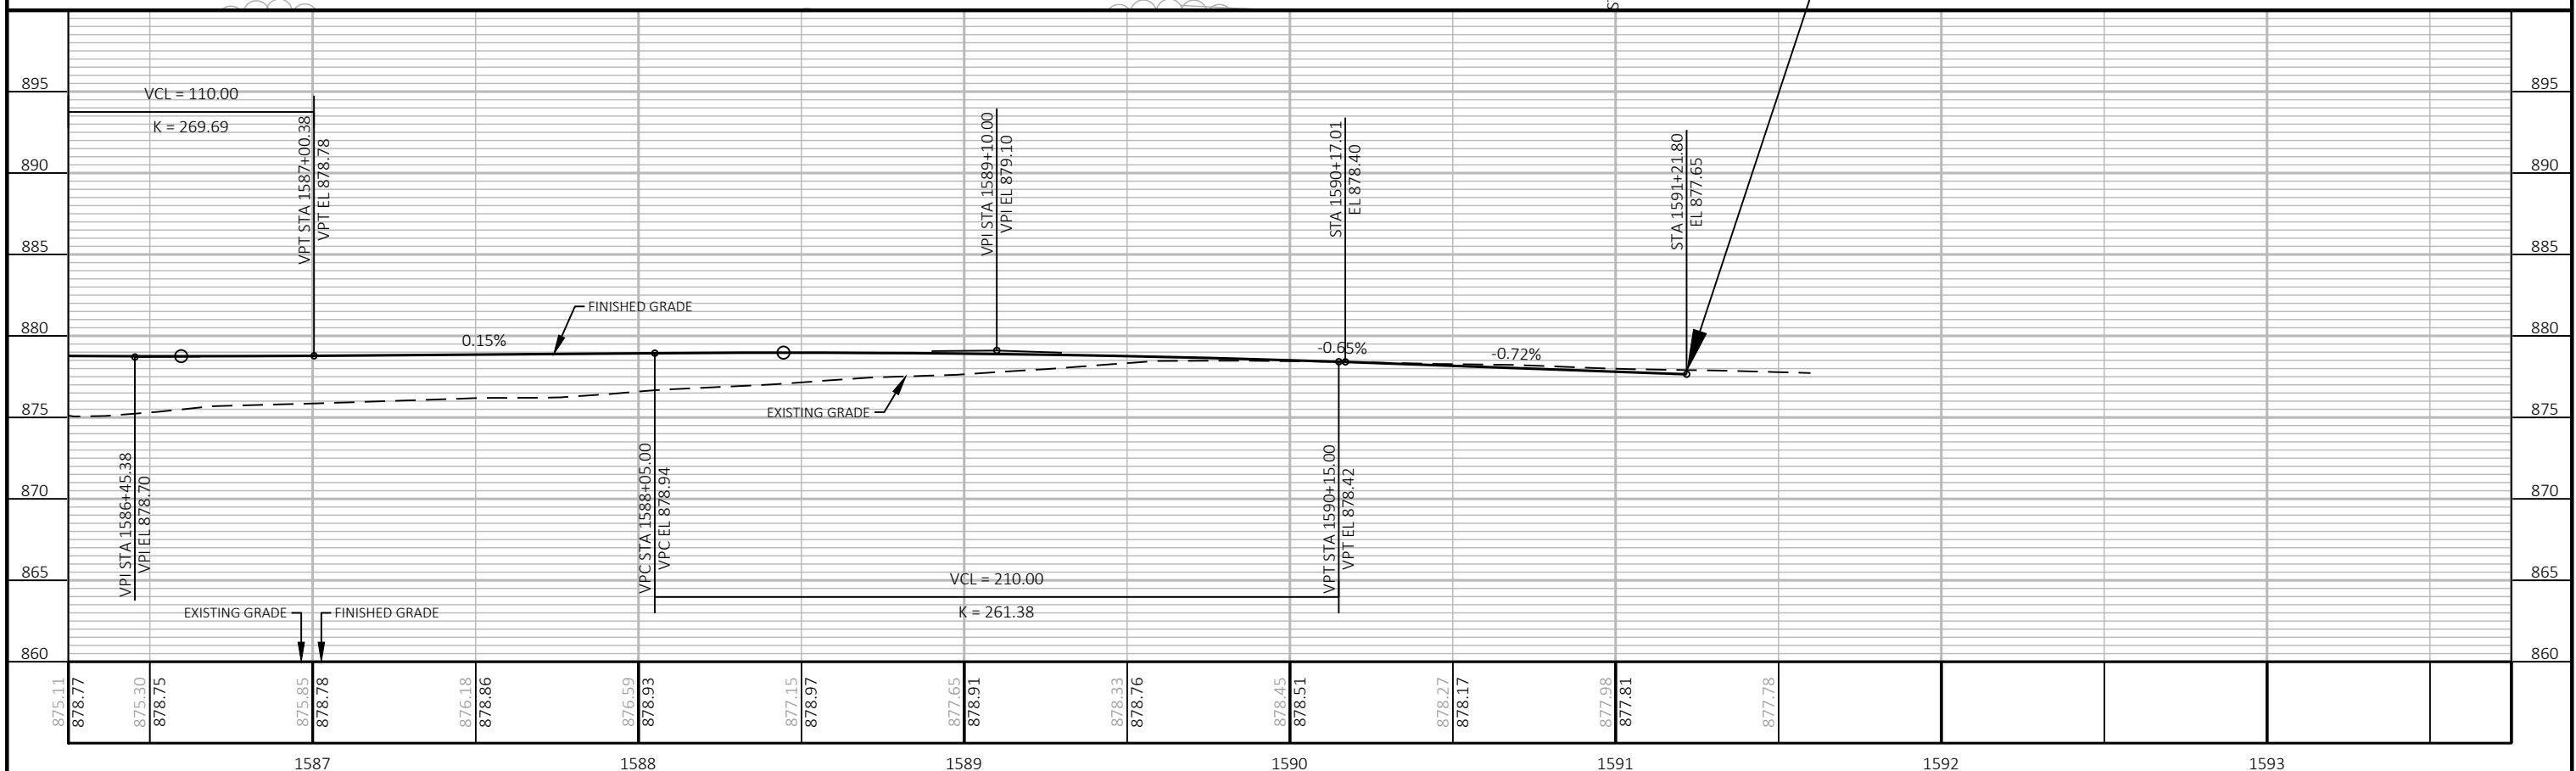 S
895
895
VCL = 110.00
K = 269.69
VPT STA 1587+00.38
VPT EL 878.78
VPI STA 1589+10.00
VPI EL 879.10
STA 1590+17.01
EL 878.40
STA 1591+21.80
EL 877.65
890
890
885
885
FINISHED GRADE
880
880
0.15%
-0.65%
-0.72%
EXISTING GRADE
875
875
VPI STA 1586+45.38
VPI EL 878.70
VPC STA 1588+05.00
VPC EL 878.94
VPT STA 1590+15.00
VPT EL 878.42
870
870
865
865
VCL = 210.00
K = 261.38
EXISTING GRADE
FINISHED GRADE
860
860
875.11
878.77
875.30
878.75
875.85
878.78
876.18
878.86
876.59
878.93
877.15
878.97
877.65
878.91
878.33
878.76
878.45
878.51
878.27
878.17
877.98
877.81
877.78
1587
1588
1589
1590
1591
1592
1593